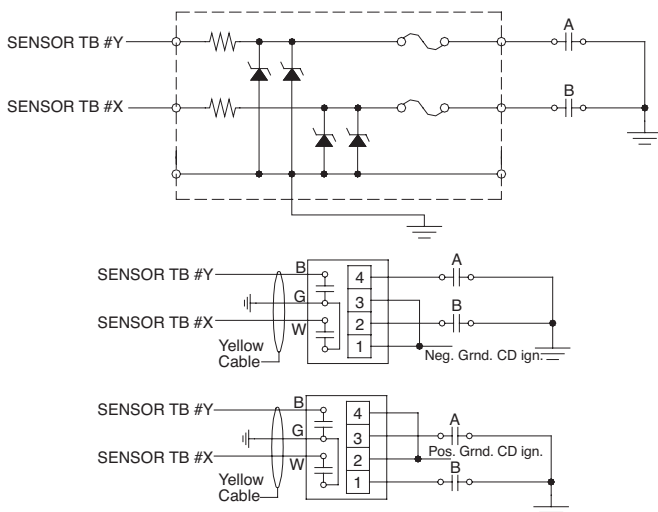 A
SENSOR TB #Y
B
SENSOR TB #X
A
B
SENSOR TB #Y
4
G
3
B
SENSOR TB #X
W
2
Yellow
Cable
1
Neg. Grnd. CD ign.
B
SENSOR TB #Y
4
A
G
3
Pos. Grnd. CD ign.
SENSOR TB #X
W
2
B
Yellow
Cable
1